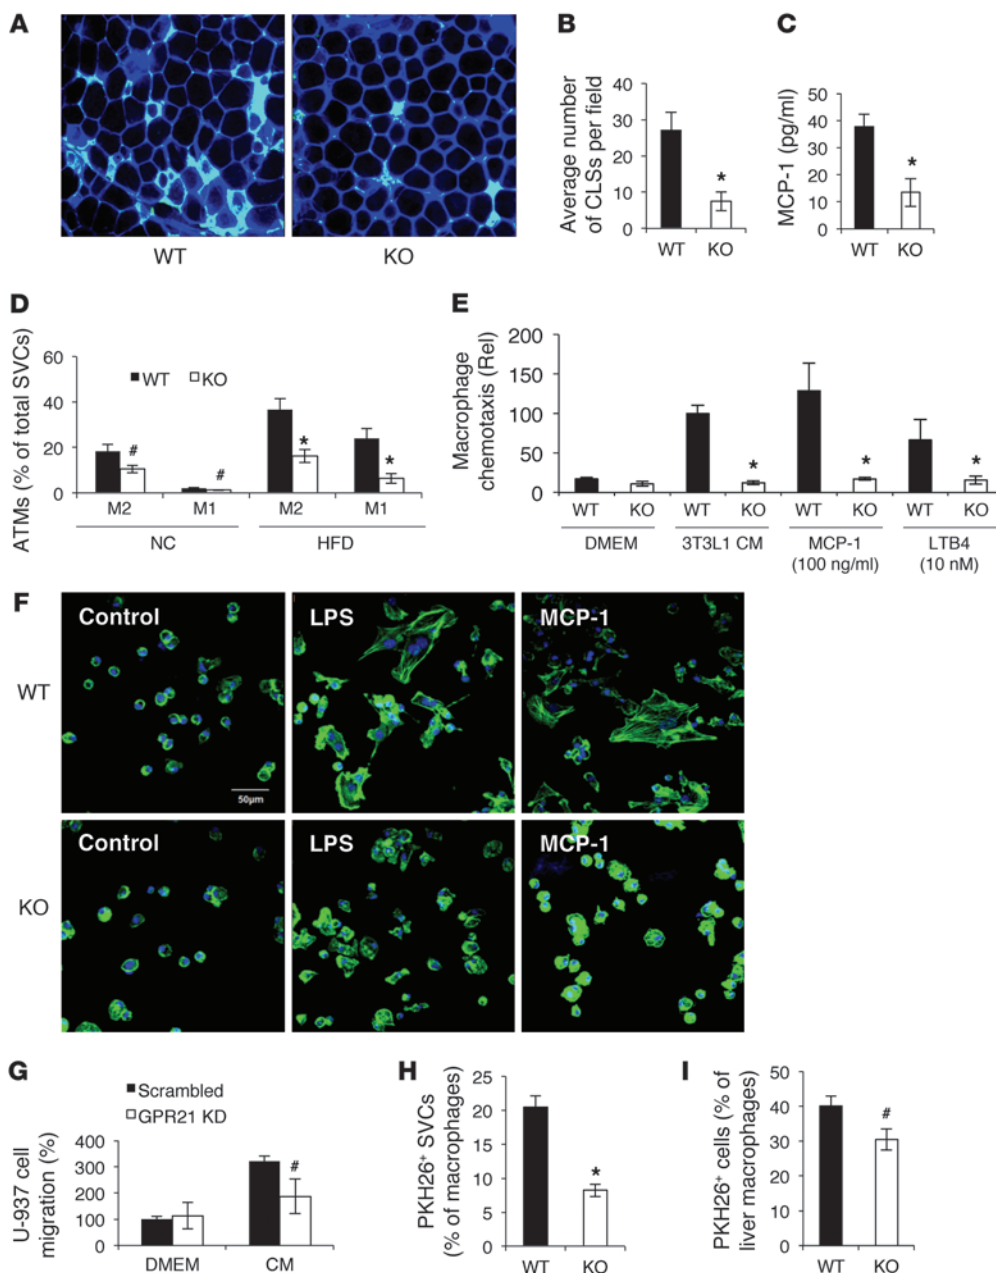 A
WT
KO
B
Average number
of CLSs per field
40
30
20
10
0
*
WT
KO
C
MCP-1 (pg/ml)
50
40
30
20
10
0
*
WT
KO
D
ATMs (% of total SVCs)
60
40
20
0
WT
KO
#
#
*
*
M2
M1
M2
M1
NC
HFD
E
Macrophage
chemotaxis (Rel)
200
150
100
50
0
*
*
*
WT
KO
WT
KO
WT
KO
WT
KO
DMEM
3T3L1 CM
MCP-1
(100 ng/ml)
LTB4
(10 nM)
F
WT
Control
50µm
LPS
MCP-1
KO
Control
LPS
MCP-1
G
Scrambled
GPR21 KD
U-937 cell
migration (%)
400
300
200
100
0
#
DMEM
CM
H
PKH26⁺ SVCs
(% of macrophages)
25
20
15
10
5
0
*
WT
KO
I
PKH26⁺ cells (% of
liver macrophages)
50
40
30
20
10
0
#
WT
KO